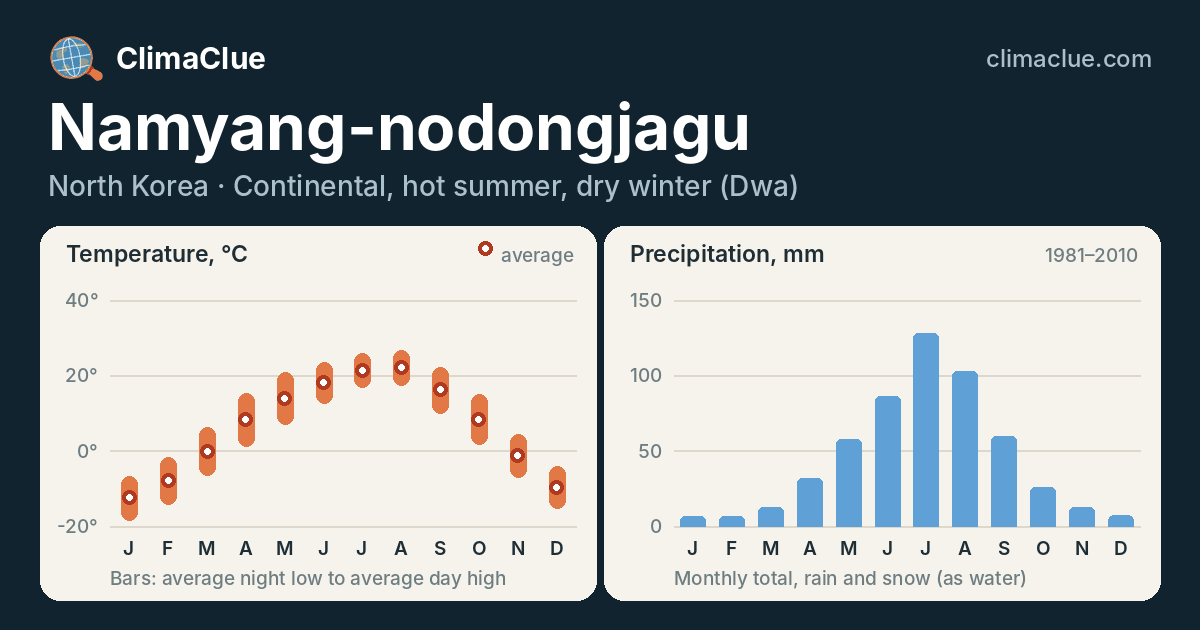 ClimaClue
climaclue.com
Namyang-nodongjagu
North Korea · Continental, hot summer, dry winter (Dwa)
Temperature, °C
average
40°
20°
0°
-20°
J F M A M J J A S O N D
Bars: average night low to average day high
Precipitation, mm
1981–2010
150
100
50
0
J F M A M J J A S O N D
Monthly total, rain and snow (as water)